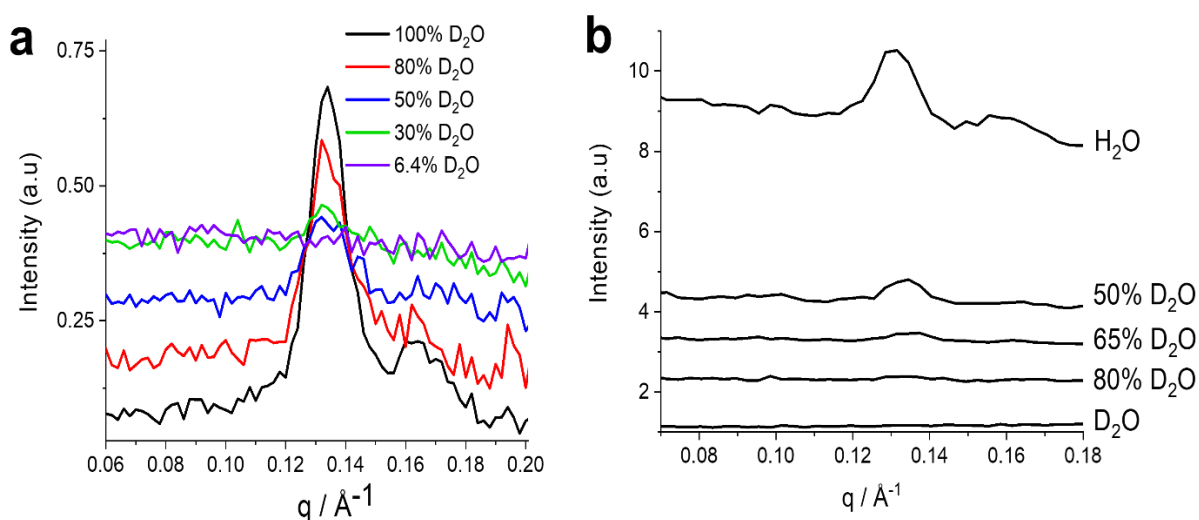 a
100% D₂O
80% D₂O
50% D₂O
30% D₂O
6.4% D₂O
Intensity (a.u)
0.75
0.50
0.25
0.06 0.08 0.10 0.12 0.14 0.16 0.18 0.20
q / Å⁻¹
b
Intensity (a.u)
10
8
6
4
2
H₂O
50% D₂O
65% D₂O
80% D₂O
D₂O
0.08 0.10 0.12 0.14 0.16 0.18
q / Å⁻¹